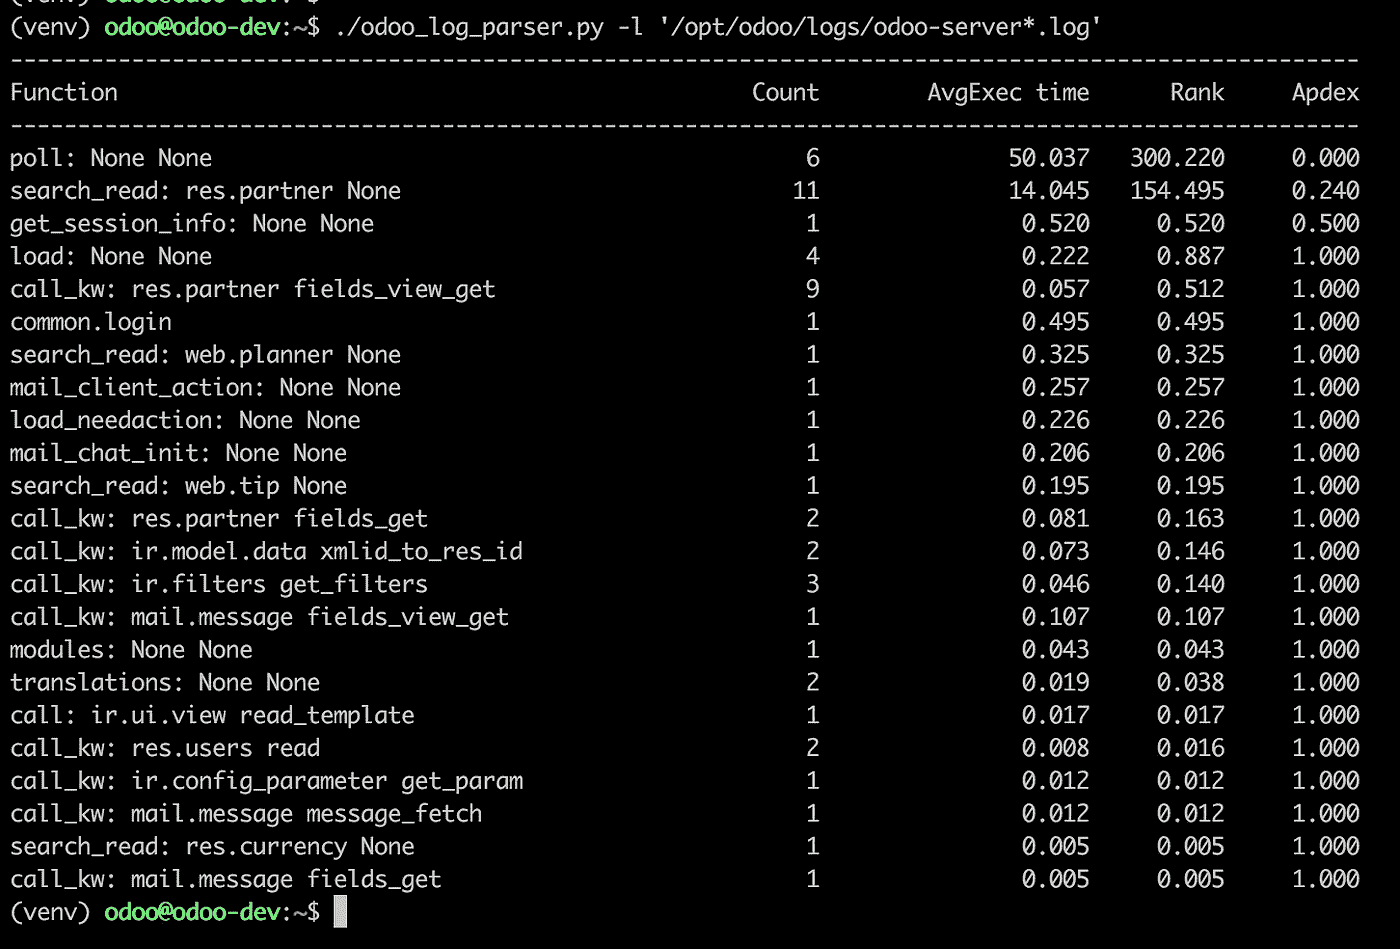 (venv) odoo@odoo-dev:~$ ./odoo_log_parser.py -l '/opt/odoo/logs/odoo-server*.log'
----------------------------------------------------------------------------------------------------
Function Count AvgExec time Rank Apdex
----------------------------------------------------------------------------------------------------
poll: None None 6 50.037 300.220 0.000
search_read: res.partner None 11 14.045 154.495 0.240
get_session_info: None None 1 0.520 0.520 0.500
load: None None 4 0.222 0.887 1.000
call_kw: res.partner fields_view_get 9 0.057 0.512 1.000
common.login 1 0.495 0.495 1.000
search_read: web.planner None 1 0.325 0.325 1.000
mail_client_action: None None 1 0.257 0.257 1.000
load_needaction: None None 1 0.226 0.226 1.000
mail_chat_init: None None 1 0.206 0.206 1.000
search_read: web.tip None 1 0.195 0.195 1.000
call_kw: res.partner fields_get 2 0.081 0.163 1.000
call_kw: ir.model.data xmlid_to_res_id 2 0.073 0.146 1.000
call_kw: ir.filters get_filters 3 0.046 0.140 1.000
call_kw: mail.message fields_view_get 1 0.107 0.107 1.000
modules: None None 1 0.043 0.043 1.000
translations: None None 2 0.019 0.038 1.000
call: ir.ui.view read_template 1 0.017 0.017 1.000
call_kw: res.users read 2 0.008 0.016 1.000
call_kw: ir.config_parameter get_param 1 0.012 0.012 1.000
call_kw: mail.message message_fetch 1 0.012 0.012 1.000
search_read: res.currency None 1 0.005 0.005 1.000
call_kw: mail.message fields_get 1 0.005 0.005 1.000
(venv) odoo@odoo-dev:~$